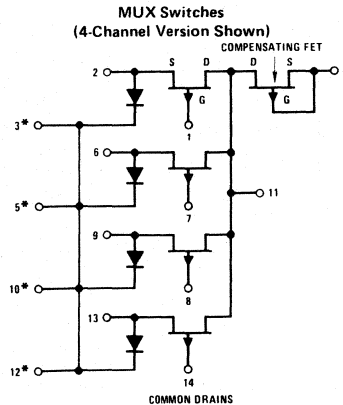 MUX Switches
(4-Channel Version Shown)
COMPENSATING FET
2 S D D S
G G
3*
1
6
5*
7
11
9
10*
8
13
12*
14
COMMON DRAINS